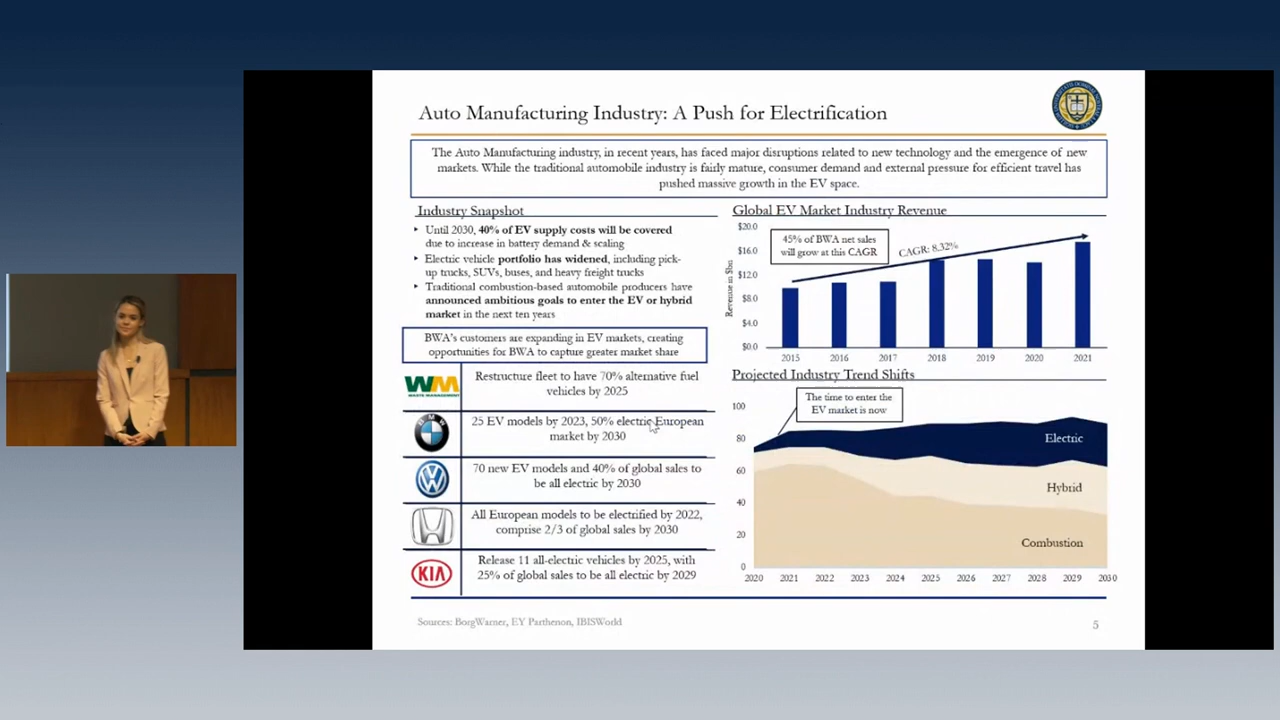 Auto Manufacturing Industry: A Push for Electrification
The Auto Manufacturing industry, in recent years, has faced major disruptions related to new technology and the emergence of new
markets. While the traditional automobile industry is fairly mature, consumer demand and external pressure for efficient travel has
pushed massive growth in the EV space.
Industry Snapshot
Until 2030, 40% of EV supply costs will be covered
due to increase in battery demand & scaling
Electric vehicle portfolio has widened, including pick-
up trucks, SUVs, buses, and heavy freight trucks
Traditional combustion-based automobile producers have
announced ambitious goals to enter the EV or hybrid
market in the next ten years
BWA's customers are expanding in EV markets, creating
opportunities for BWA to capture greater market share
WM
WASTE MANAGEMENT
Restructure fleet to have 70% alternative fuel
vehicles by 2025
BMW
25 EV models by 2023, 50% electric European
market by 2030
70 new EV models and 40% of global sales to
be all electric by 2030
All European models to be electrified by 2022,
comprise 2/3 of global sales by 2030
KIA
Release 11 all-electric vehicles by 2025, with
25% of global sales to be all electric by 2029
Global EV Market Industry Revenue
Revenue in $bn
$20.0
$16.0
$12.0
$8.0
$4.0
$0.0
45% of BWA net sales
will grow at this CAGR
CAGR: 8.32%
2015 2016 2017 2018 2019 2020 2021
Projected Industry Trend Shifts
The time to enter the
EV market is now
100
80
60
40
20
0
Electric
Hybrid
Combustion
2020 2021 2022 2023 2024 2025 2026 2027 2028 2029 2030
Sources: BorgWarner, EY Parthenon, IBISWorld
5